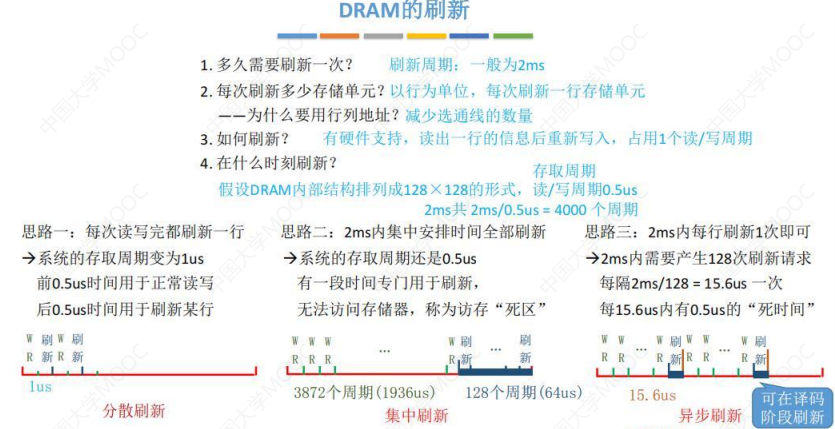 DRAM的刷新
1. 多久需要刷新一次？ 刷新周期：一般为2ms
2. 每次刷新多少存储单元？以行为单位，每次刷新一行存储单元
——为什么要用行列地址？减少选通线的数量
3. 如何刷新？ 有硬件支持，读出一行的信息后重新写入，占用1个读/写周期
4. 在什么时刻刷新？
存取周期
假设DRAM内部结构排列成128×128的形式，读/写周期0.5us
2ms共 2ms/0.5us = 4000 个周期
思路一：每次读写完都刷新一行
→系统的存取周期变为1us
前0.5us时间用于正常读写
后0.5us时间用于刷新某行
W 刷 W 刷
R 新 R 新
1us
分散刷新
思路二：2ms内集中安排时间全部刷新
→系统的存取周期还是0.5us
有一段时间专门用于刷新，
无法访问存储器，称为访存“死区”
W W W … W 刷 … 刷
R R R R 新 新
3872个周期(1936us) 128个周期(64us)
集中刷新
思路三：2ms内每行刷新1次即可
→2ms内需要产生128次刷新请求
每隔2ms/128 = 15.6us 一次
每15.6us内有0.5us的“死时间”
W W … W 刷 W W … W 刷
R R R 新 R R R 新
15.6us
可在译码
阶段刷新
异步刷新
中国大学MOOC